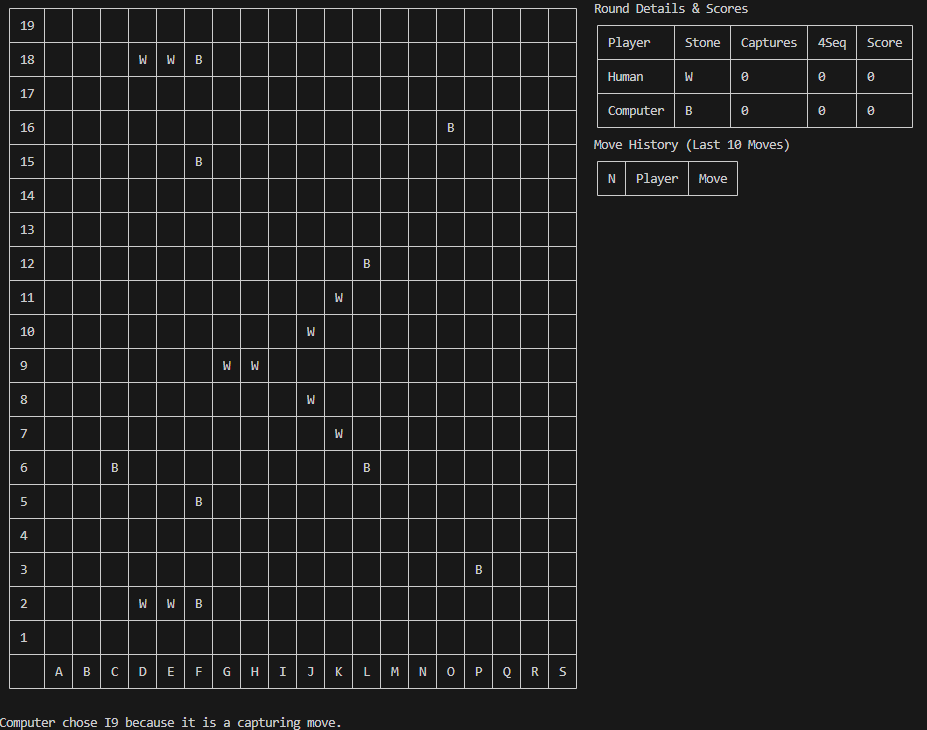 Round Details & Scores
Player Stone Captures 4Seq Score
Human W 0 0 0
Computer B 0 0 0
Move History (Last 10 Moves)
N Player Move
19
18 W W B
17
16 B
15 B
14
13
12 B
11 W
10 W
9 W W
8 W
7 W
6 B B
5 B
4
3 B
2 W W B
1
A B C D E F G H I J K L M N O P Q R S
Computer chose I9 because it is a capturing move.